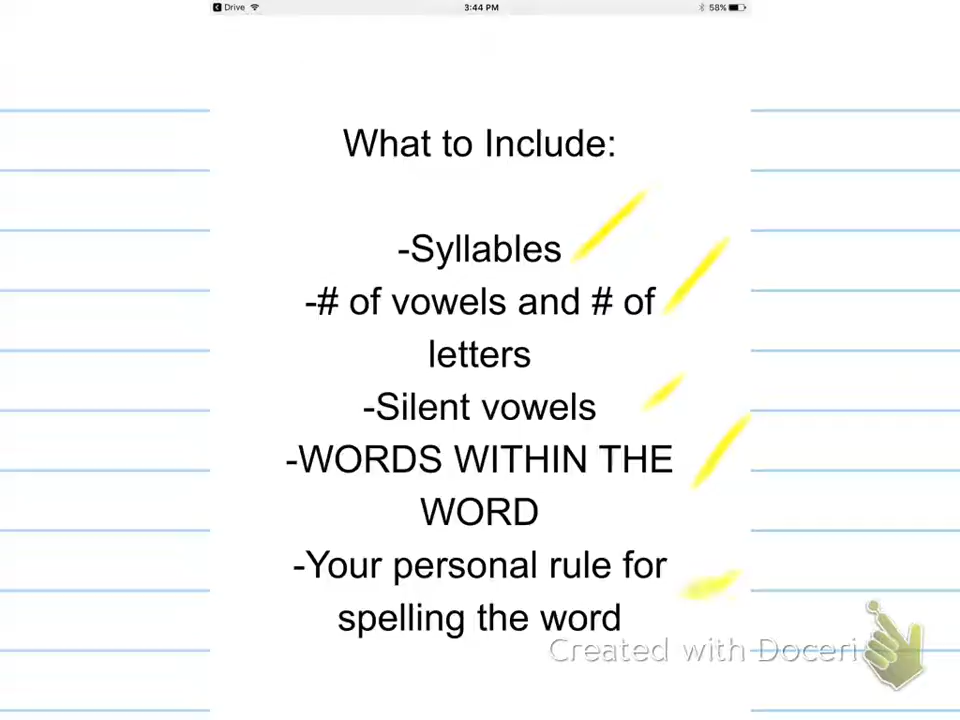 Drive
3:44 PM
58%
What to Include:
-Syllables
-# of vowels and # of
letters
-Silent vowels
-WORDS WITHIN THE
WORD
-Your personal rule for
spelling the word
Created with Doceri